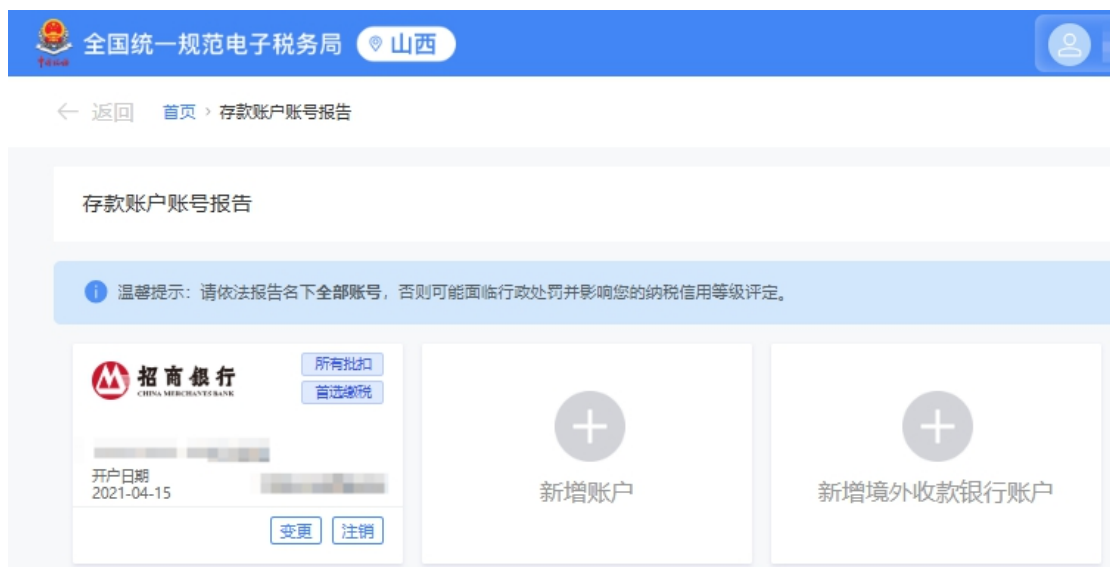 全国统一规范电子税务局 山西
返回 首页 > 存款账户账号报告
存款账户账号报告
温馨提示：请依法报告名下全部账号，否则可能面临行政处罚并影响您的纳税信用等级评定。
招商银行
CHINA MERCHANTS BANK
所有批扣
首选缴税
开户日期
2021-04-15
变更 注销
新增账户
新增境外收款银行账户